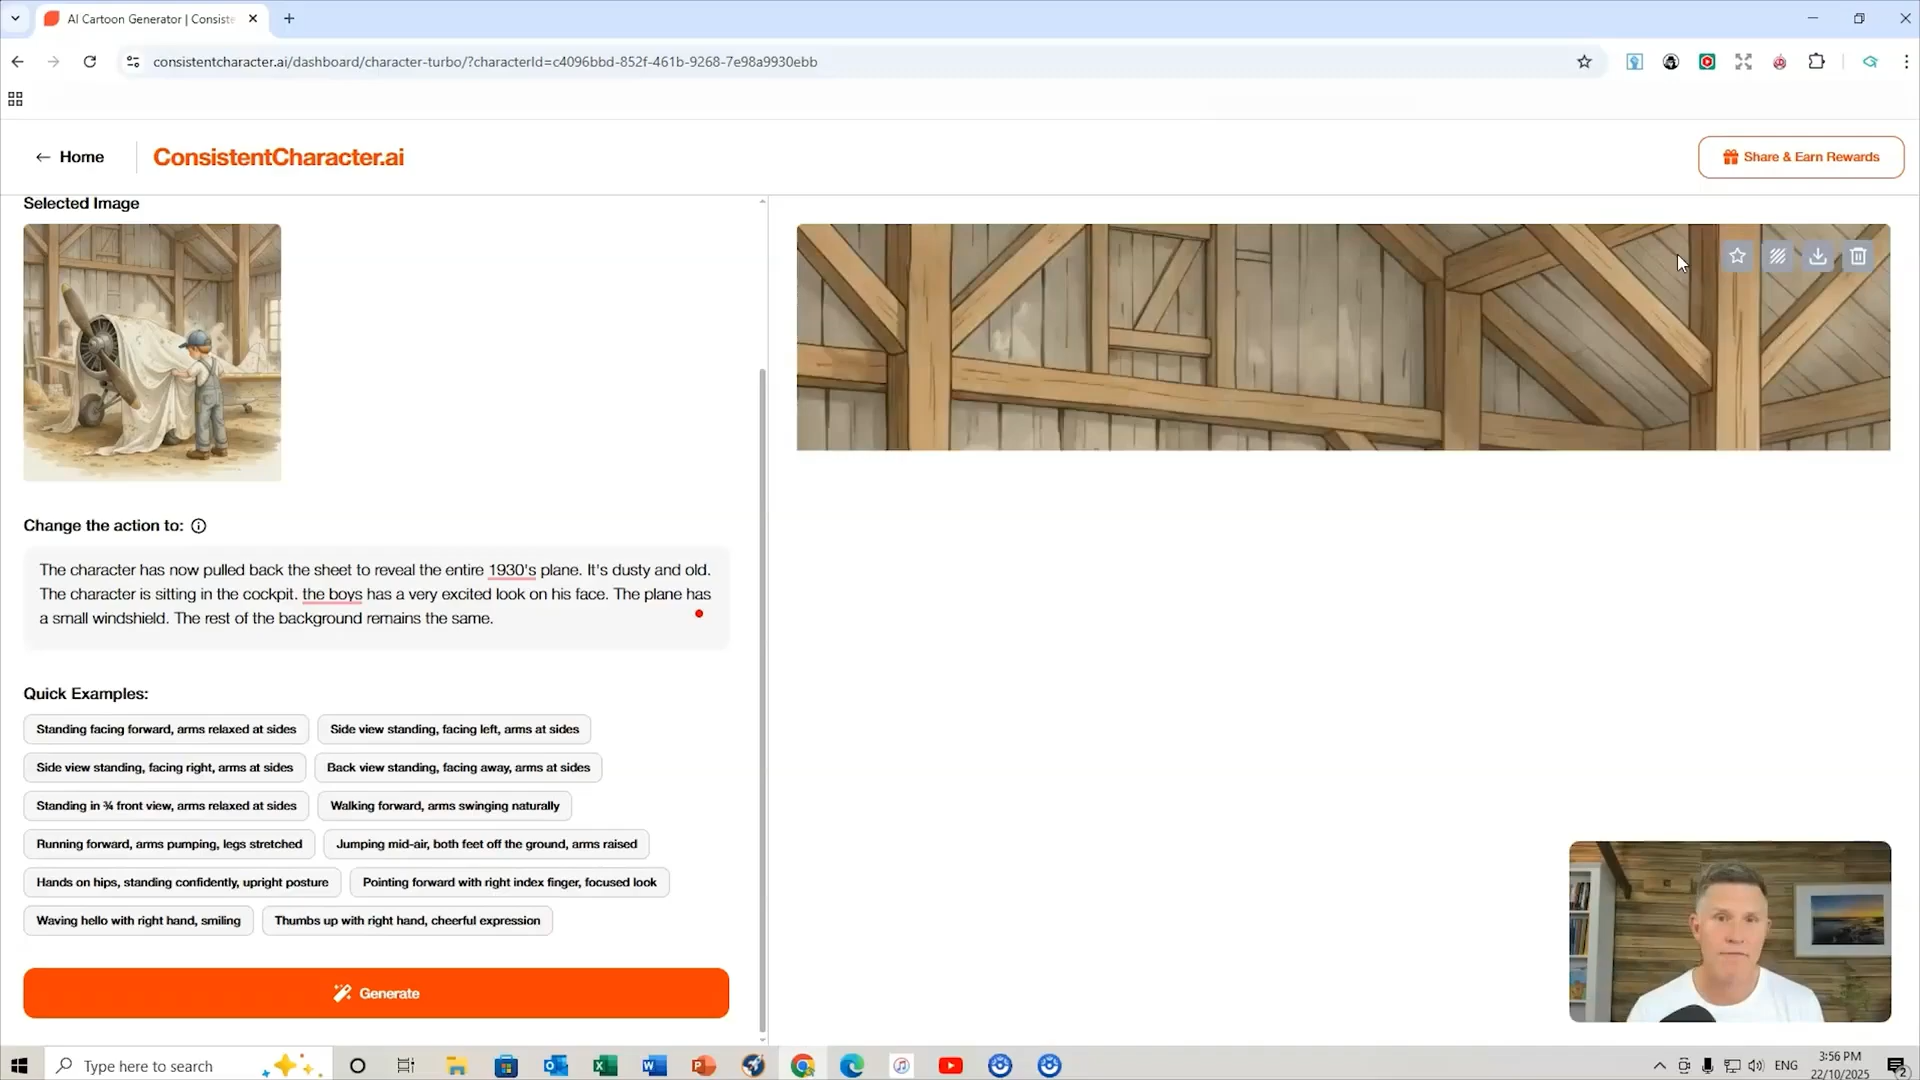 AI Cartoon Generator | Consiste
consistentcharacter.ai/dashboard/character-turbo/?characterId=c4096bbd-852f-461b-9268-7e98a9930ebb
Home
ConsistentCharacter.ai
Share & Earn Rewards
Selected Image
Change the action to:
The character has now pulled back the sheet to reveal the entire 1930's plane. It's dusty and old.
The character is sitting in the cockpit. the boys has a very excited look on his face. The plane has
a small windshield. The rest of the background remains the same.
Quick Examples:
Standing facing forward, arms relaxed at sides
Side view standing, facing left, arms at sides
Side view standing, facing right, arms at sides
Back view standing, facing away, arms at sides
Standing in ¾ front view, arms relaxed at sides
Walking forward, arms swinging naturally
Running forward, arms pumping, legs stretched
Jumping mid-air, both feet off the ground, arms raised
Hands on hips, standing confidently, upright posture
Pointing forward with right index finger, focused look
Waving hello with right hand, smiling
Thumbs up with right hand, cheerful expression
Generate
Type here to search
ENG
3:56 PM
22/10/2025
2